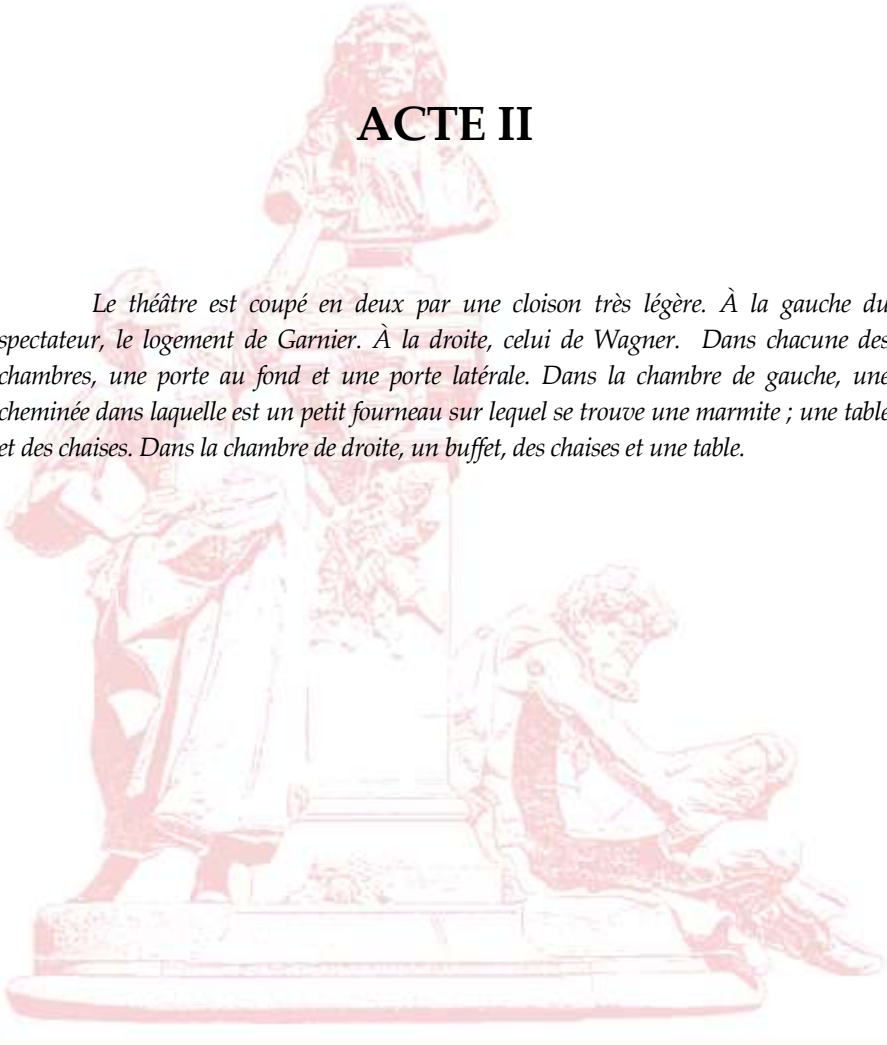 ACTE II
Le théâtre est coupé en deux par une cloison très légère. À la gauche du
spectateur, le logement de Garnier. À la droite, celui de Wagner. Dans chacune des
chambres, une porte au fond et une porte latérale. Dans la chambre de gauche, une
cheminée dans laquelle est un petit fourneau sur lequel se trouve une marmite ; une table
et des chaises. Dans la chambre de droite, un buffet, des chaises et une table.